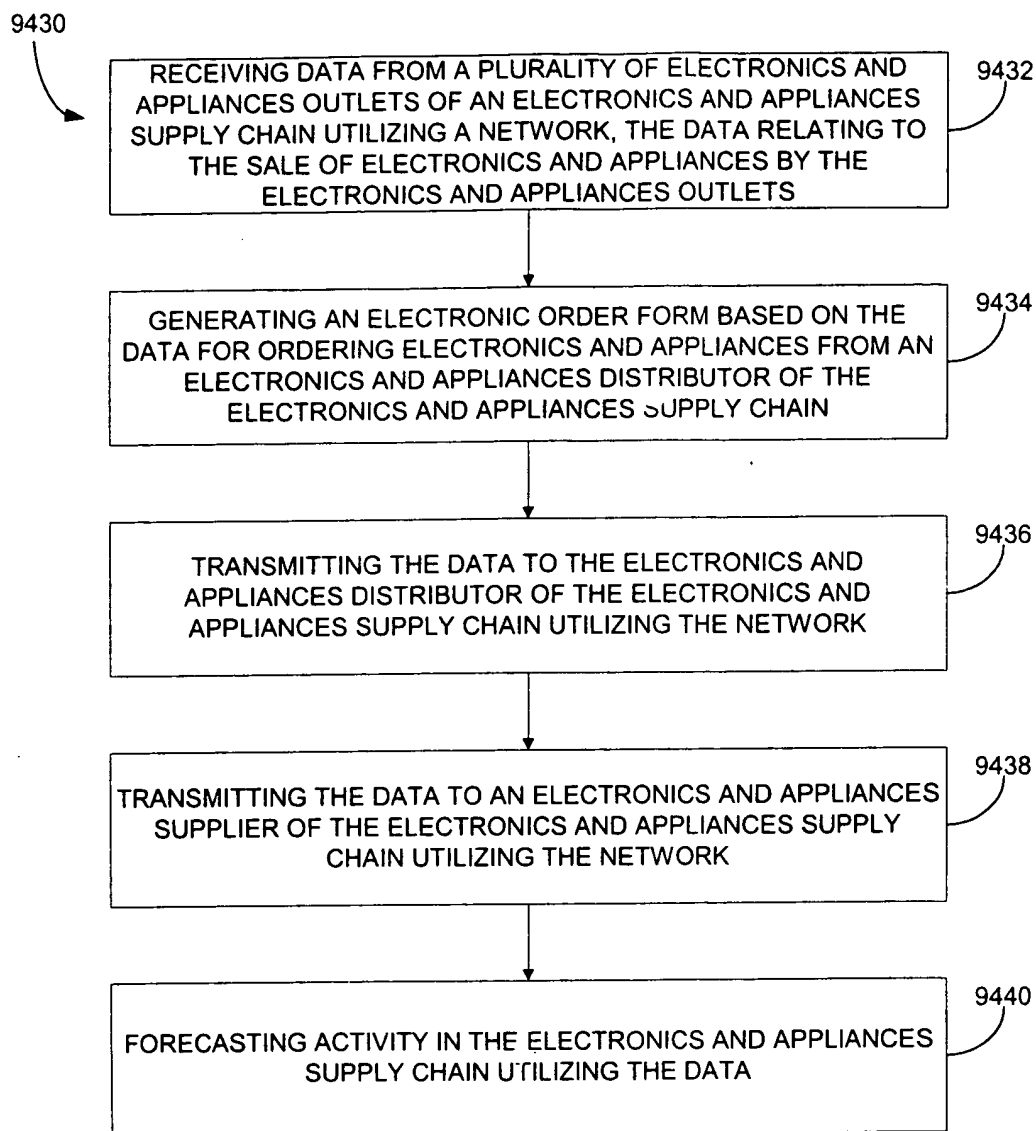 9430
RECEIVING DATA FROM A PLURALITY OF ELECTRONICS AND
APPLIANCES OUTLETS OF AN ELECTRONICS AND APPLIANCES
SUPPLY CHAIN UTILIZING A NETWORK, THE DATA RELATING TO
THE SALE OF ELECTRONICS AND APPLIANCES BY THE
ELECTRONICS AND APPLIANCES OUTLETS
9432
GENERATING AN ELECTRONIC ORDER FORM BASED ON THE
DATA FOR ORDERING ELECTRONICS AND APPLIANCES FROM AN
ELECTRONICS AND APPLIANCES DISTRIBUTOR OF THE
ELECTRONICS AND APPLIANCES SUPPLY CHAIN
9434
TRANSMITTING THE DATA TO THE ELECTRONICS AND
APPLIANCES DISTRIBUTOR OF THE ELECTRONICS AND
APPLIANCES SUPPLY CHAIN UTILIZING THE NETWORK
9436
TRANSMITTING THE DATA TO AN ELECTRONICS AND APPLIANCES
SUPPLIER OF THE ELECTRONICS AND APPLIANCES SUPPLY
CHAIN UTILIZING THE NETWORK
9438
FORECASTING ACTIVITY IN THE ELECTRONICS AND APPLIANCES
SUPPLY CHAIN UTILIZING THE DATA
9440